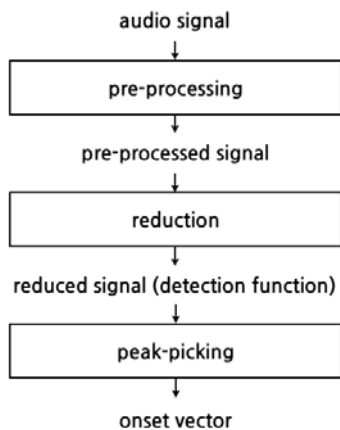 audio signal
pre-processing
pre-processed signal
reduction
reduced signal (detection function)
peak-picking
onset vector